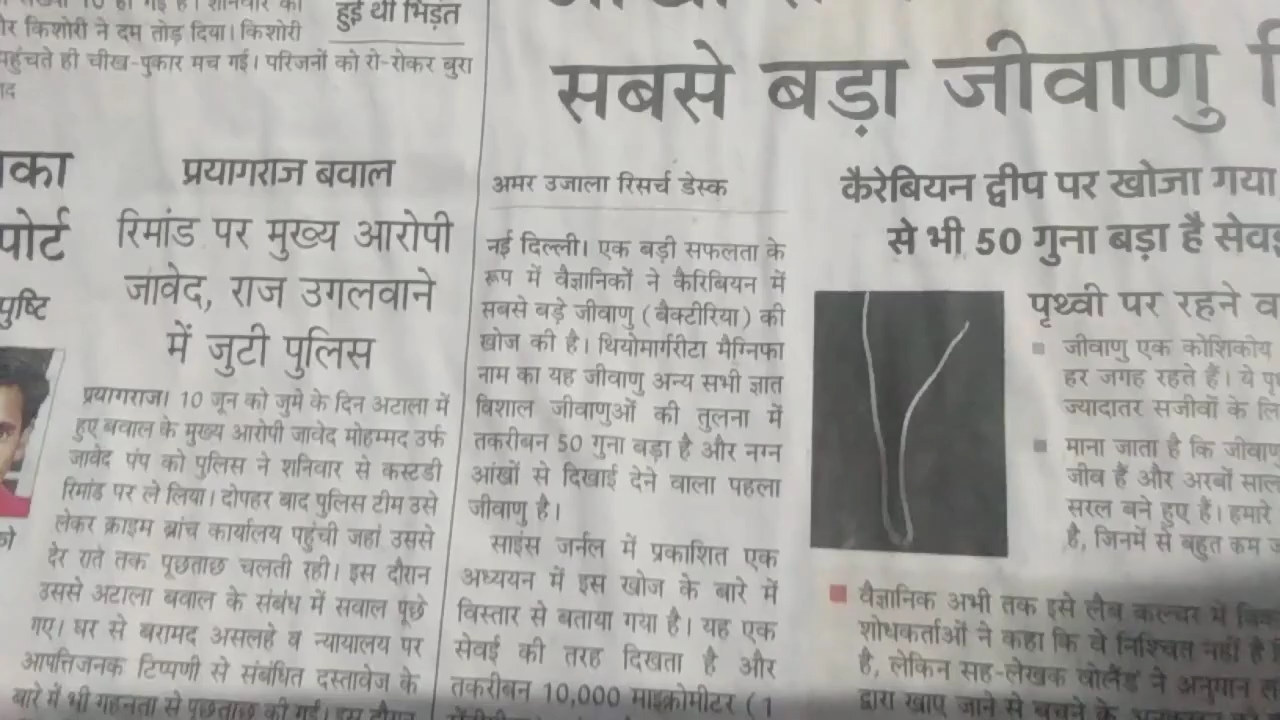 हुई थी भिड़ंत
र किशोरी ने दम तोड़ दिया। किशोरी
पहुंचते ही चीख-पुकार मच गई। परिजनों को रो-रोकर बुरा
का
पोर्ट
पुष्टि
प्रयागराज बवाल
रिमांड पर मुख्य आरोपी
जावेद, राज उगलवाने
में जुटी पुलिस
प्रयागराज। 10 जून को जुमे के दिन अटाला में
हुए बवाल के मुख्य आरोपी जावेद मोहम्मद उर्फ
जावेद पंप को पुलिस ने शनिवार से कस्टडी
रिमांड पर ले लिया। दोपहर बाद पुलिस टीम उसे
लेकर क्राइम ब्रांच कार्यालय पहुंची जहां उससे
देर रात तक पूछताछ चलती रही। इस दौरान
उससे अटाला बवाल के संबंध में सवाल पूछे
गए। घर से बरामद असलहे व न्यायालय पर
आपत्तिजनक टिप्पणी से संबंधित दस्तावेज के
बारे में भी गहनता से पूछताछ की गई। इस दौरान
सबसे बड़ा जीवाणु
अमर उजाला रिसर्च डेस्क
नई दिल्ली। एक बड़ी सफलता के
रूप में वैज्ञानिकों ने कैरिबियन में
सबसे बड़े जीवाणु (बैक्टीरिया) की
खोज की है। थियोमार्गरीटा मैग्निफा
नाम का यह जीवाणु अन्य सभी ज्ञात
विशाल जीवाणुओं की तुलना में
तकरीबन 50 गुना बड़ा है और नग्न
आंखों से दिखाई देने वाला पहला
जीवाणु है।
साइंस जर्नल में प्रकाशित एक
अध्ययन में इस खोज के बारे में
विस्तार से बताया गया है। यह एक
सेवई की तरह दिखता है और
तकरीबन 10,000 माइक्रोमीटर (1
कैरेबियन द्वीप पर खोजा गया
से भी 50 गुना बड़ा है
पृथ्वी पर रहने
जीवाणु एक कोशिकीय
हर जगह रहते हैं। ये
ज्यादातर सजीवों के
माना जाता है कि
जीव हैं और अरबों
सरल बने हुए हैं। हमारे
है, जिनमें से बहुत कम
वैज्ञानिक अभी तक इसे लैब कल्चर में
शोधकर्ताओं ने कहा कि वे निश्चित नहीं है
है, लेकिन सह-लेखक वोलैंड ने अनुमान
द्वारा खाए जाने से बचने के